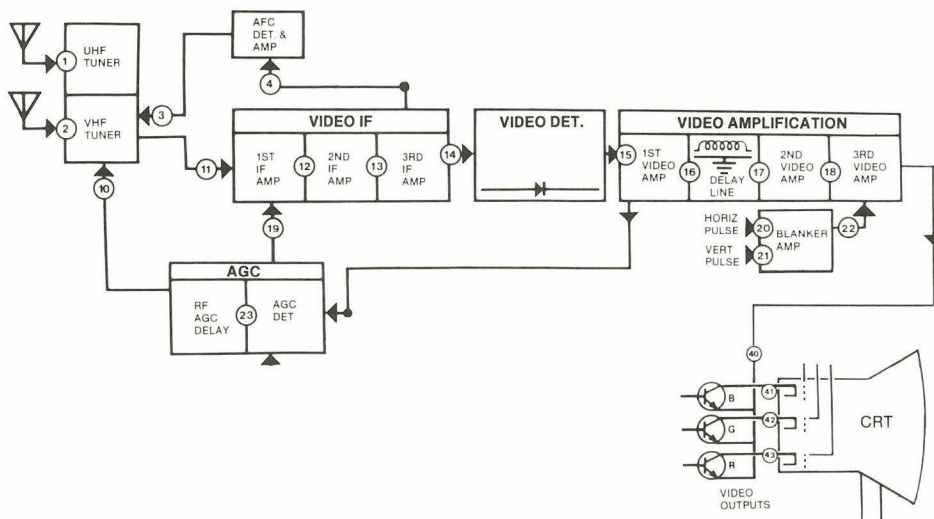 AFC
DET. &
AMP
1
UHF
TUNER
4
2
VHF
TUNER
3
VIDEO IF
VIDEO DET.
VIDEO AMPLIFICATION
11
1ST
IF
AMP
12
2ND
IF
AMP
13
3RD
IF
AMP
14
15
1ST
VIDEO
AMP
16
DELAY
LINE
17
2ND
VIDEO
AMP
18
3RD
VIDEO
AMP
10
19
HORIZ
PULSE
20
VERT
PULSE
21
BLANKER
AMP
22
AGC
RF
AGC
DELAY
23
AGC
DET
40
B
41
G
42
R
43
CRT
VIDEO
OUTPUTS